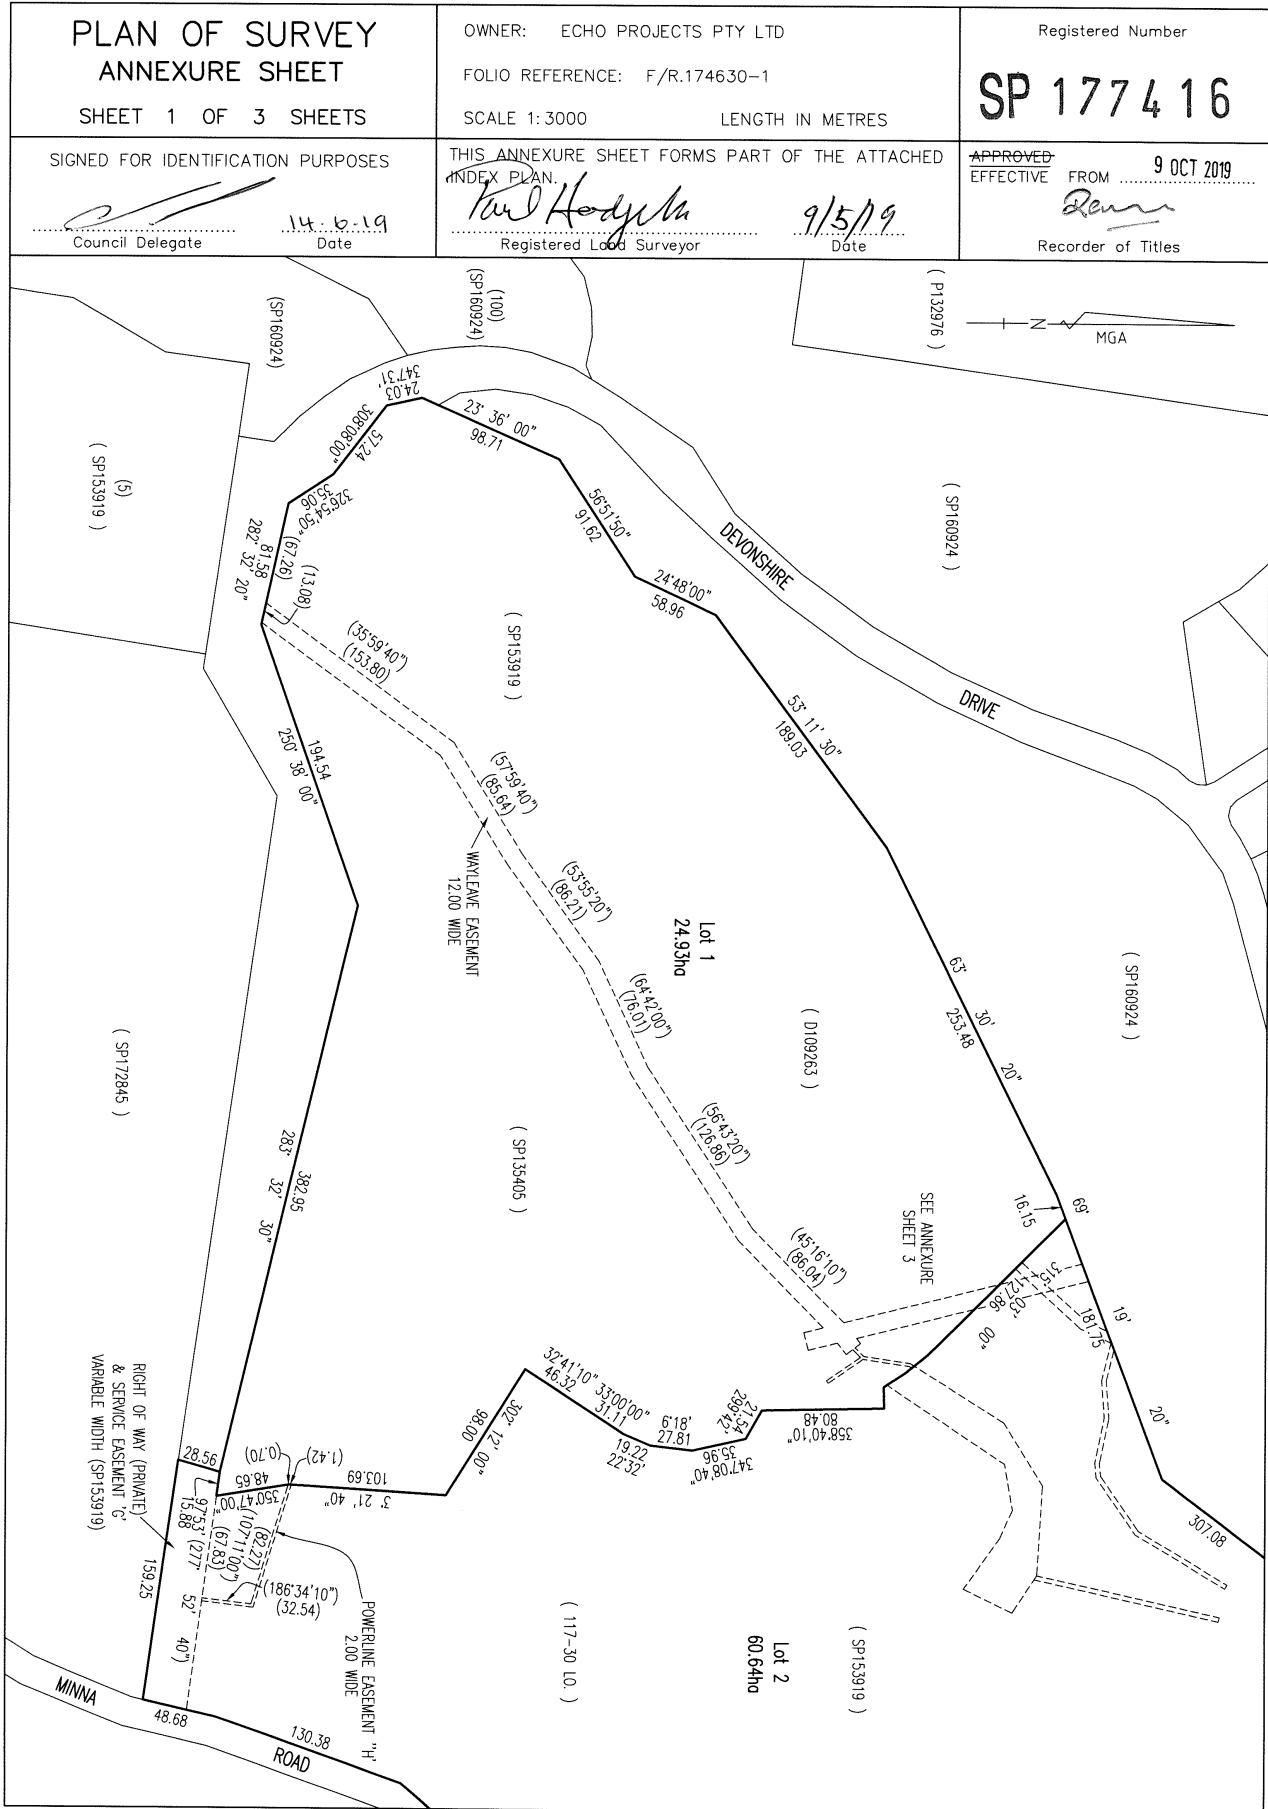 PLAN OF SURVEY
ANNEXURE SHEET
SHEET 1 OF 3 SHEETS
OWNER: ECHO PROJECTS PTY LTD
FOLIO REFERENCE: F/R.174630-1
SCALE 1:3000 LENGTH IN METRES
Registered Number
SP 177416
SIGNED FOR IDENTIFICATION PURPOSES
14.6.19
Council Delegate Date
THIS ANNEXURE SHEET FORMS PART OF THE ATTACHED
INDEX PLAN.
9/5/19
Registered Land Surveyor Date
APPROVED
EFFECTIVE FROM 9 OCT 2019
Recorder of Titles
(SP160924)
(100)
(SP160924)
( P132976 )
N
MGA
347°31'
24.03
23° 36' 00"
98.71
308°08'00"
57.24
326°54'50"
35.06
56°51'50"
91.62
(5)
( SP153919 )
(67.26)
81.58
282° 32' 20"
(13.08)
24°48'00"
58.96
DEVONSHIRE
DRIVE
( SP160924 )
( SP153919 )
(35°59'40")
(153.80)
53° 11' 30"
189.03
194.54
250° 38' 00"
(57°59'40")
(85.64)
WAYLEAVE EASEMENT
12.00 WIDE
(53°55'20")
(86.21)
Lot 1
24.93ha
63° 30' 20"
253.48
( SP160924 )
(64°42'00")
(76.01)
( D109263 )
( SP172845 )
( SP135405 )
(56°43'20")
(126.86)
382.95
283° 32' 30"
SEE ANNEXURE
SHEET 3
16.15
69° 19' 20"
181.75
(45°16'10")
(86.04)
315° 03' 00"
127.86
307.08
32°41'10"
46.32
33°00'00"
31.11
19.22
22°32'
6°18'
27.81
347°08'40"
35.96
299°42'
21.54
358°40'10"
80.48
302° 12' 00"
98.00
103.69
3° 21' 40"
(1.42)
(0.70)
48.65
350°47'00"
28.56
97°53'
15.88
(277° 52' 40")
(67.83)
(107°11'00")
(82.27)
(186°34'10")
(32.54)
RIGHT OF WAY (PRIVATE)
& SERVICE EASEMENT 'G'
VARIABLE WIDTH (SP153919)
159.25
POWERLINE EASEMENT "H"
2.00 WIDE
( 117-30 LO. )
Lot 2
60.64ha
( SP153919 )
MINNA
ROAD
48.68
130.38